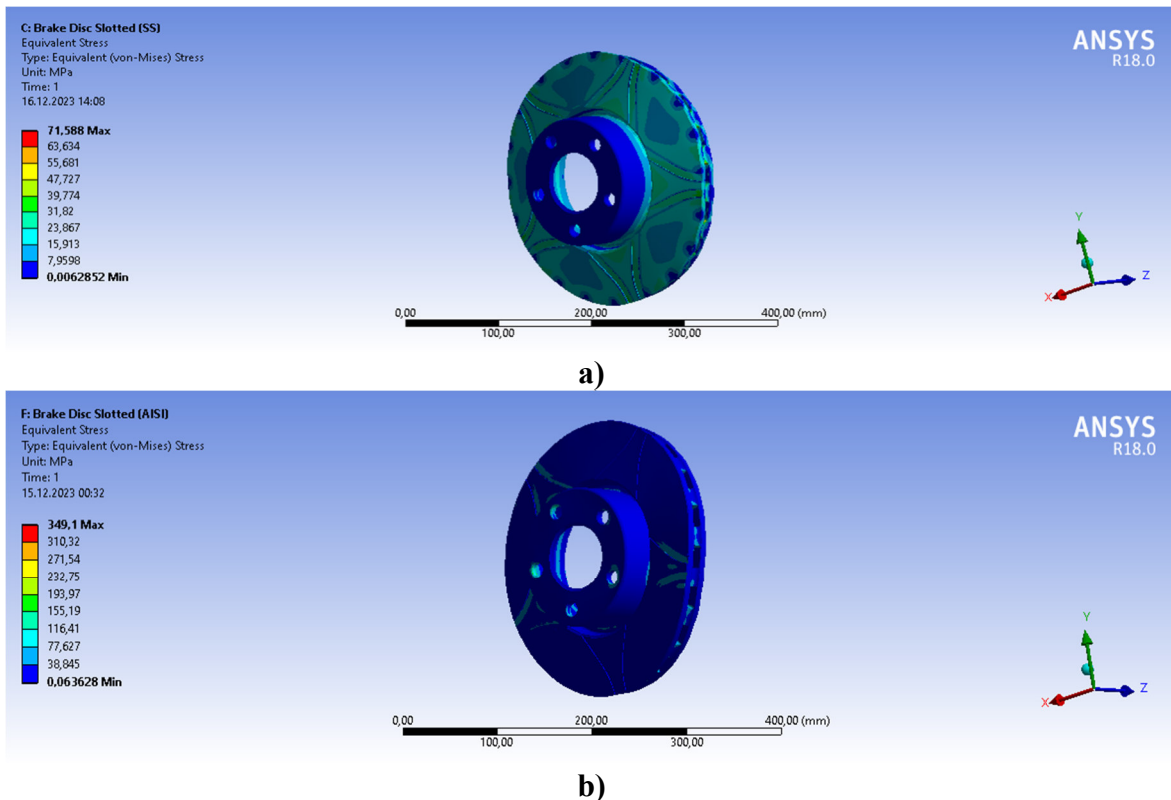 C: Brake Disc Slotted (SS)
Equivalent Stress
Type: Equivalent (von-Mises) Stress
Unit: MPa
Time: 1
16.12.2023 14:08
71,588 Max
63,634
55,681
47,727
39,774
31,82
23,867
15,913
7,9598
0,0062852 Min
ANSYS
R18.0
Y
Z
X
0,00
200,00
400,00 (mm)
100,00
300,00
a)
F: Brake Disc Slotted (AISI)
Equivalent Stress
Type: Equivalent (von-Mises) Stress
Unit: MPa
Time: 1
15.12.2023 00:32
349,1 Max
310,32
271,54
232,75
193,97
155,19
116,41
77,627
38,845
0,063628 Min
ANSYS
R18.0
Y
Z
X
0,00
200,00
400,00 (mm)
100,00
300,00
b)